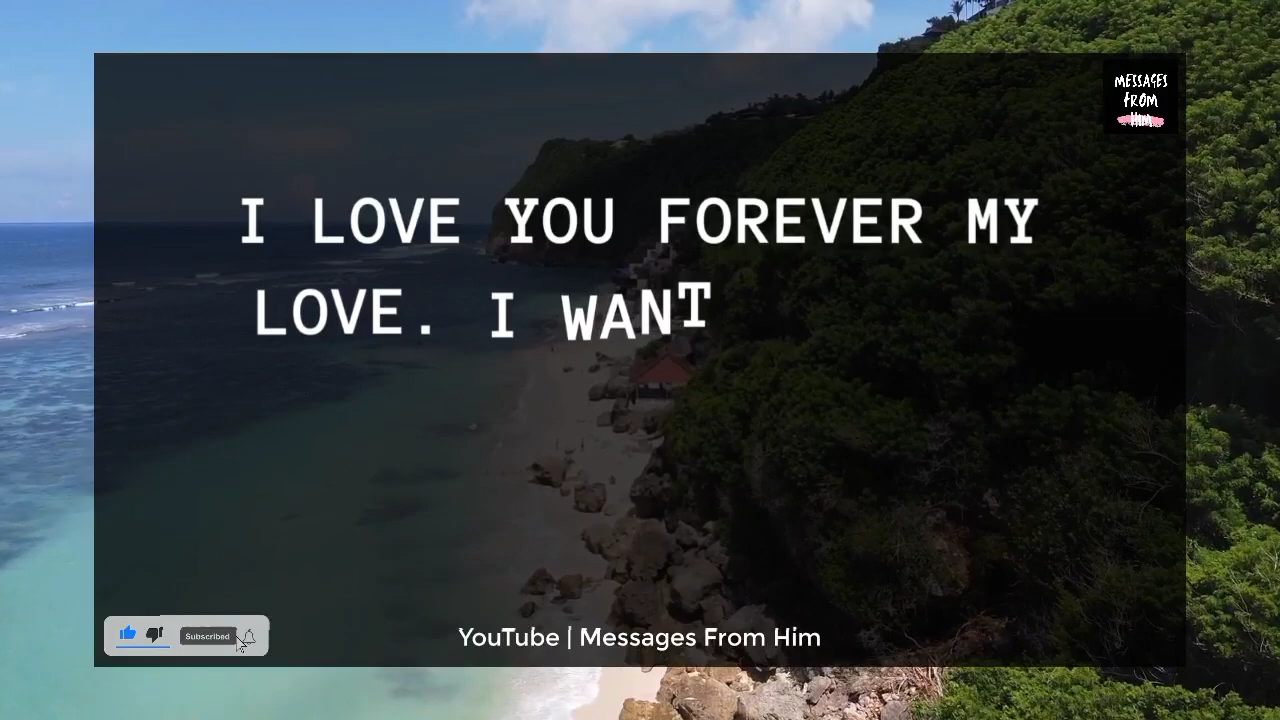 MESSAGES
FROM
HIM
I LOVE YOU FOREVER MY
LOVE. I WANT
Subscribed
YouTube | Messages From Him